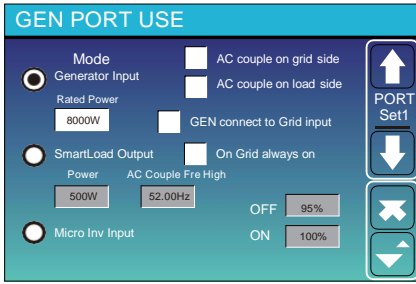 GEN PORT USE
Mode
AC couple on grid side
Generator Input
AC couple on load side
Rated Power
PORT
Set1
8000W
GEN connect to Grid input
SmartLoad Output
On Grid always on
Power
AC Couple Fre High
500W
52.00Hz
OFF
95%
Micro Inv Input
ON
100%